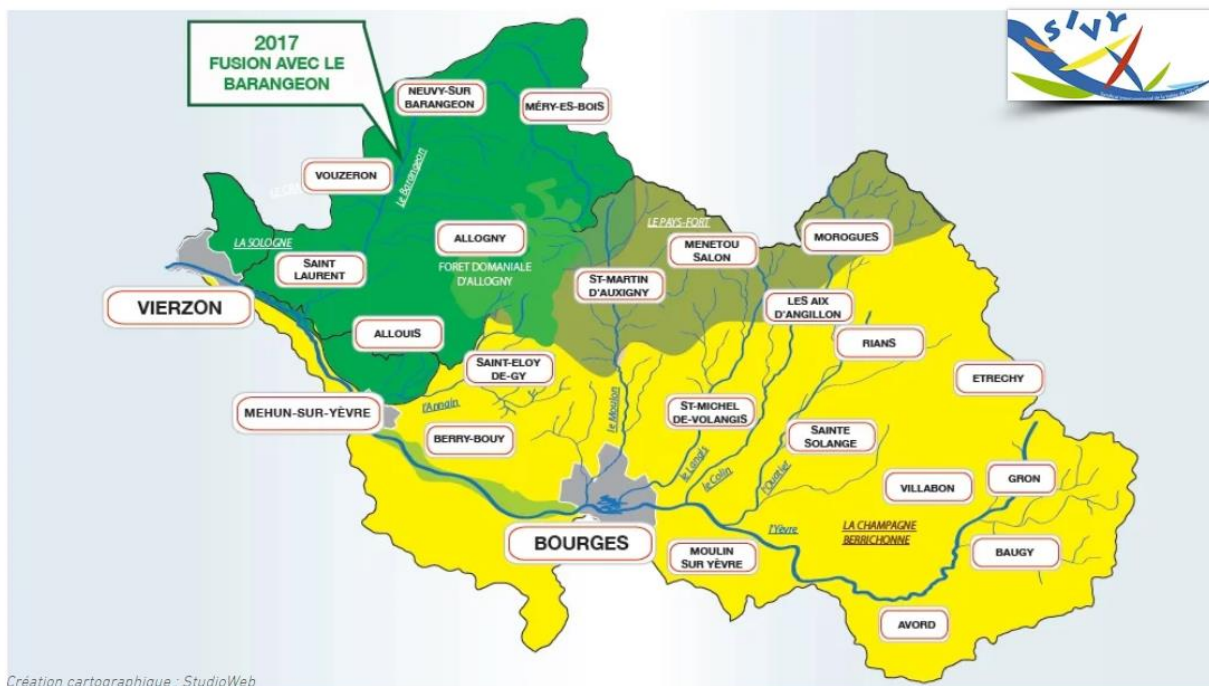 2017
FUSION AVEC LE
BARANGEON
SIVY
NEUVY-SUR
BARANGEON
MÉRY-ES-BOIS
VOUZERON
Le Barangeon
LA SOLOGNE
ALLOGNY
FORET DOMANIALE
D'ALLOGNY
LE PAYS-FORT
MENETOU
SALON
MOROGUES
SAINT
LAURENT
ST-MARTIN
D'AUXIGNY
VIERZON
LES AIX
D'ANGILLON
ALLOUIS
RIANS
SAINT-ELOY
DE-GY
ETRECHY
MEHUN-SUR-YÈVRE
l'Annain
Le Moulon
ST-MICHEL
DE-VOLANGIS
BERRY-BOUY
SAINTE
SOLANGE
le Langis
le Colin
l'Ouatier
VILLABON
GRON
BOURGES
l'Yèvre
LA CHAMPAGNE
BERRICHONNE
MOULIN
SUR YÈVRE
BAUGY
AVORD
Création cartographique : StudioWeb